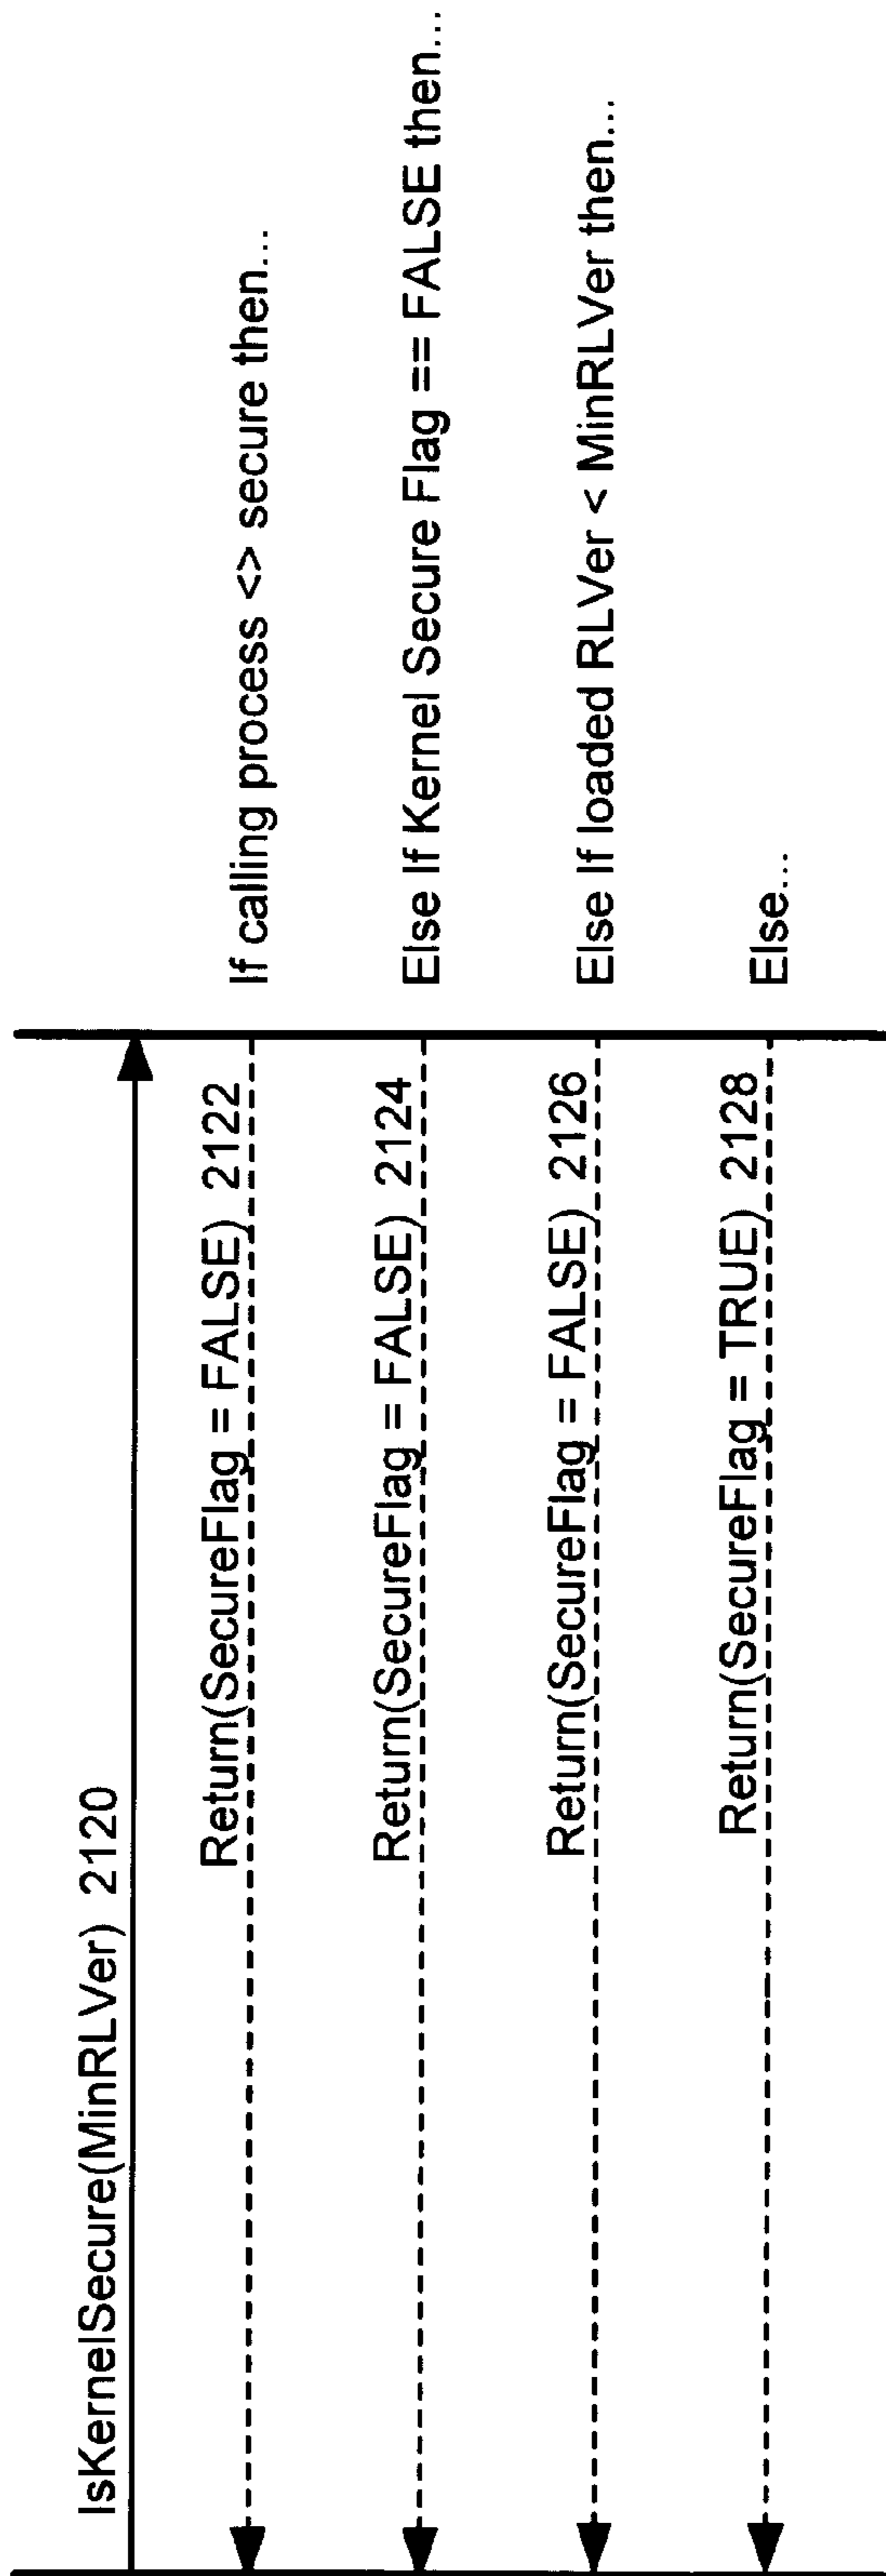 IsKernelSecure(MinRLVer) 2120
Return(SecureFlag = FALSE) 2122
If calling process <> secure then...
Return(SecureFlag = FALSE) 2124
Else If Kernel Secure Flag == FALSE then...
Return(SecureFlag = FALSE) 2126
Else If loaded RLVer < MinRLVer then...
Return(SecureFlag = TRUE) 2128
Else...